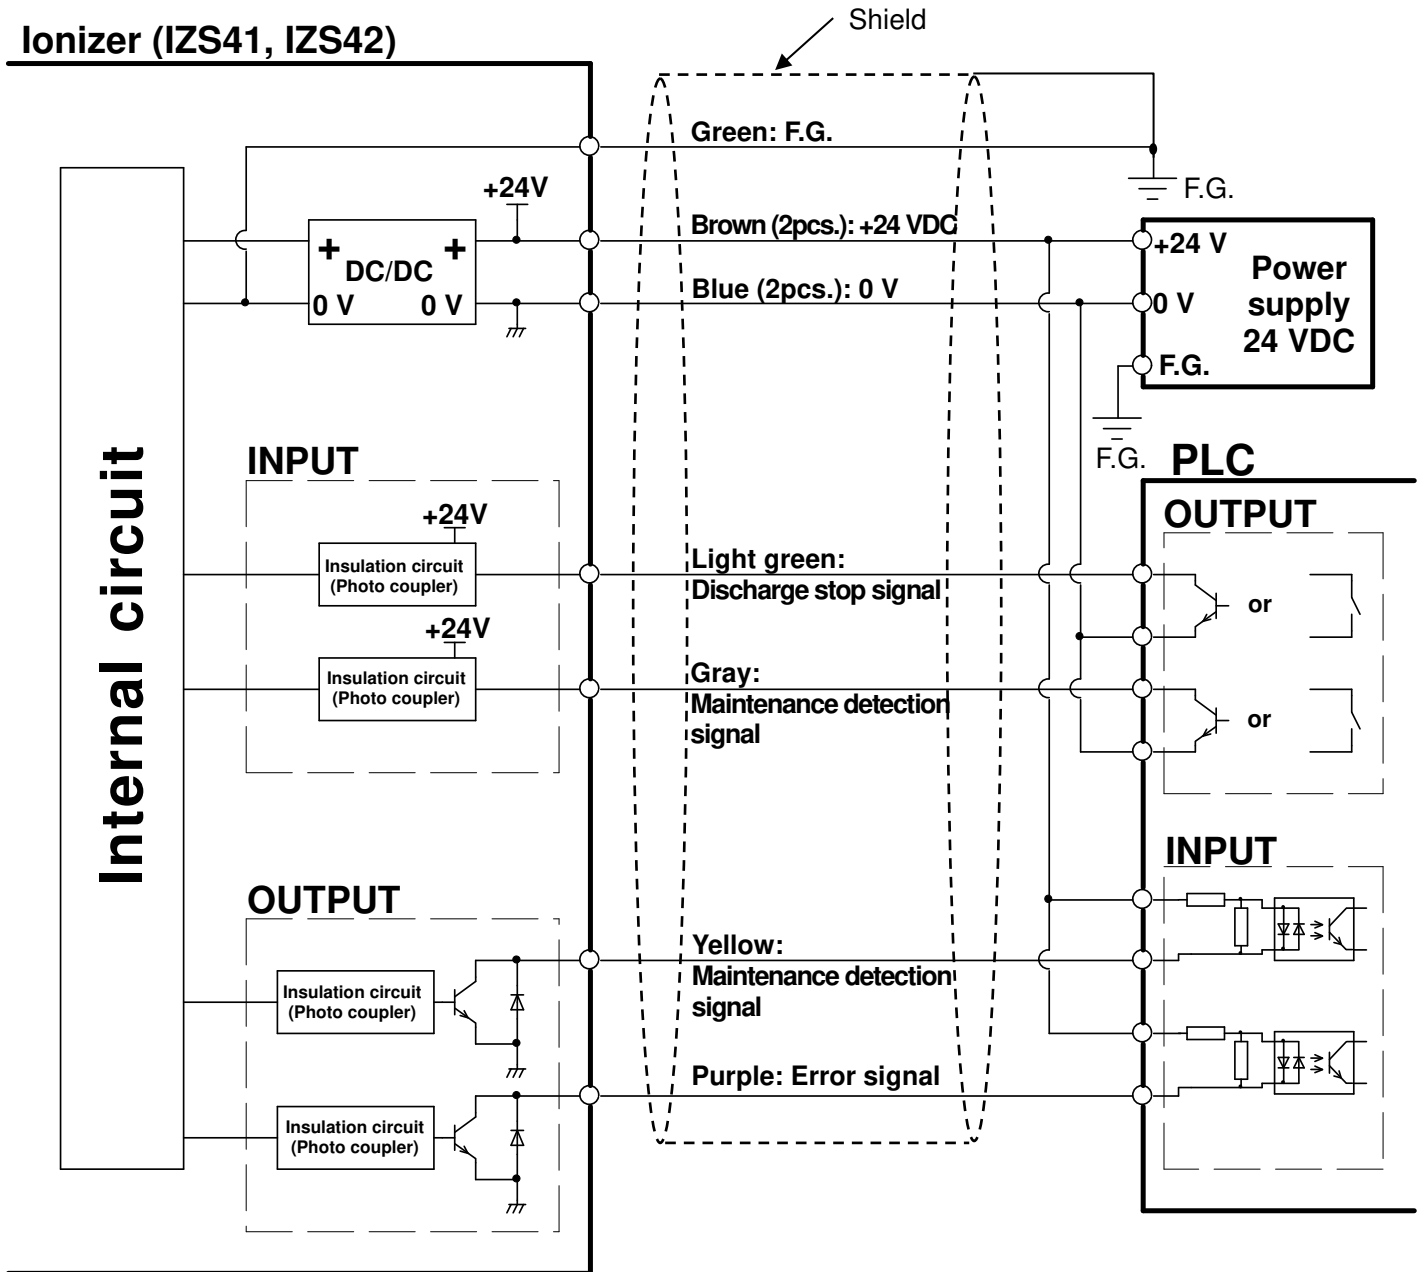 Shield
Ionizer (IZS41, IZS42)
Green: F.G.
F.G.
+24V
Brown (2pcs.): +24 VDC
+ +
DC/DC
0 V 0 V
Blue (2pcs.): 0 V
+24 V
0 V
F.G.
Power
supply
24 VDC
F.G.
PLC
Internal circuit
INPUT
OUTPUT
+24V
Insulation circuit
(Photo coupler)
Light green:
Discharge stop signal
or
+24V
Insulation circuit
(Photo coupler)
Gray:
Maintenance detection
signal
or
INPUT
OUTPUT
Yellow:
Maintenance detection
signal
Insulation circuit
(Photo coupler)
Purple: Error signal
Insulation circuit
(Photo coupler)